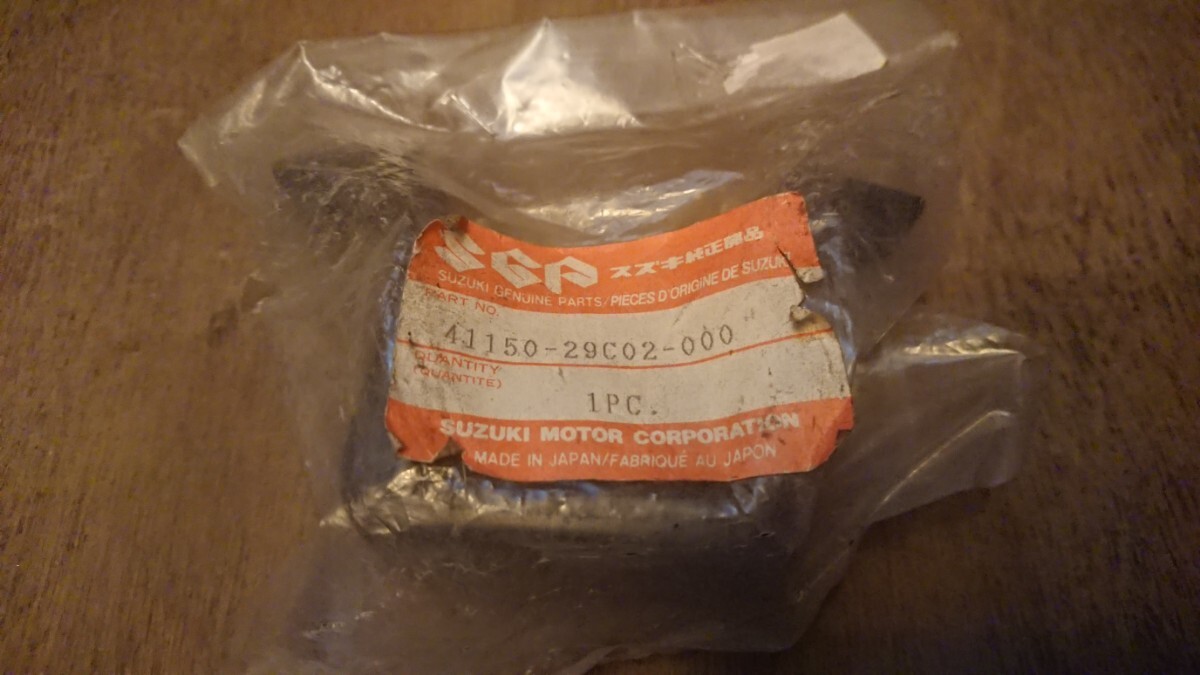 SGP スズキ純正部品
SUZUKI GENUINE PARTS/PIECES D'ORIGINE DE SUZUKI
PART NO.
41150-29C02-000
QUANTITY
(QUANTITE)
1PC.
SUZUKI MOTOR CORPORATION
MADE IN JAPAN/FABRIQUÉ AU JAPON